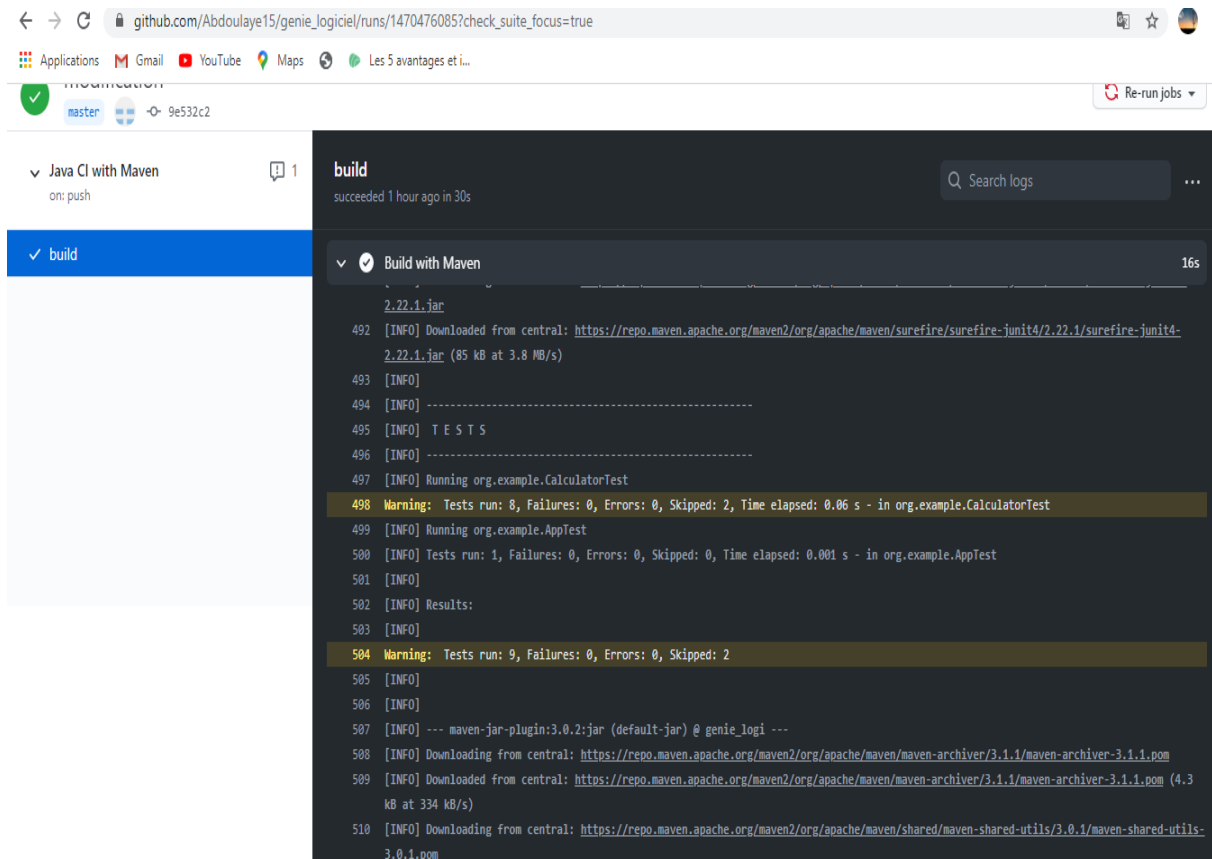 github.com/Abdoulaye15/genie_logiciel/runs/1470476085?check_suite_focus=true
Applications Gmail YouTube Maps Les 5 avantages et i...
modification
master 9e532c2
Re-run jobs
Java CI with Maven 1
on: push
build
build
succeeded 1 hour ago in 30s
Search logs
...
Build with Maven 16s
2.22.1.jar
492 [INFO] Downloaded from central: https://repo.maven.apache.org/maven2/org/apache/maven/surefire/surefire-junit4/2.22.1/surefire-junit4-
2.22.1.jar (85 kB at 3.8 MB/s)
493 [INFO]
494 [INFO] -------------------------------------------------------
495 [INFO]  T E S T S
496 [INFO] -------------------------------------------------------
497 [INFO] Running org.example.CalculatorTest
498 Warning:  Tests run: 8, Failures: 0, Errors: 0, Skipped: 2, Time elapsed: 0.06 s - in org.example.CalculatorTest
499 [INFO] Running org.example.AppTest
500 [INFO] Tests run: 1, Failures: 0, Errors: 0, Skipped: 0, Time elapsed: 0.001 s - in org.example.AppTest
501 [INFO]
502 [INFO] Results:
503 [INFO]
504 Warning:  Tests run: 9, Failures: 0, Errors: 0, Skipped: 2
505 [INFO]
506 [INFO]
507 [INFO] --- maven-jar-plugin:3.0.2:jar (default-jar) @ genie_logi ---
508 [INFO] Downloading from central: https://repo.maven.apache.org/maven2/org/apache/maven/maven-archiver/3.1.1/maven-archiver-3.1.1.pom
509 [INFO] Downloaded from central: https://repo.maven.apache.org/maven2/org/apache/maven/maven-archiver/3.1.1/maven-archiver-3.1.1.pom (4.3
kB at 334 kB/s)
510 [INFO] Downloading from central: https://repo.maven.apache.org/maven2/org/apache/maven/shared/maven-shared-utils/3.0.1/maven-shared-utils-
3.0.1.pom